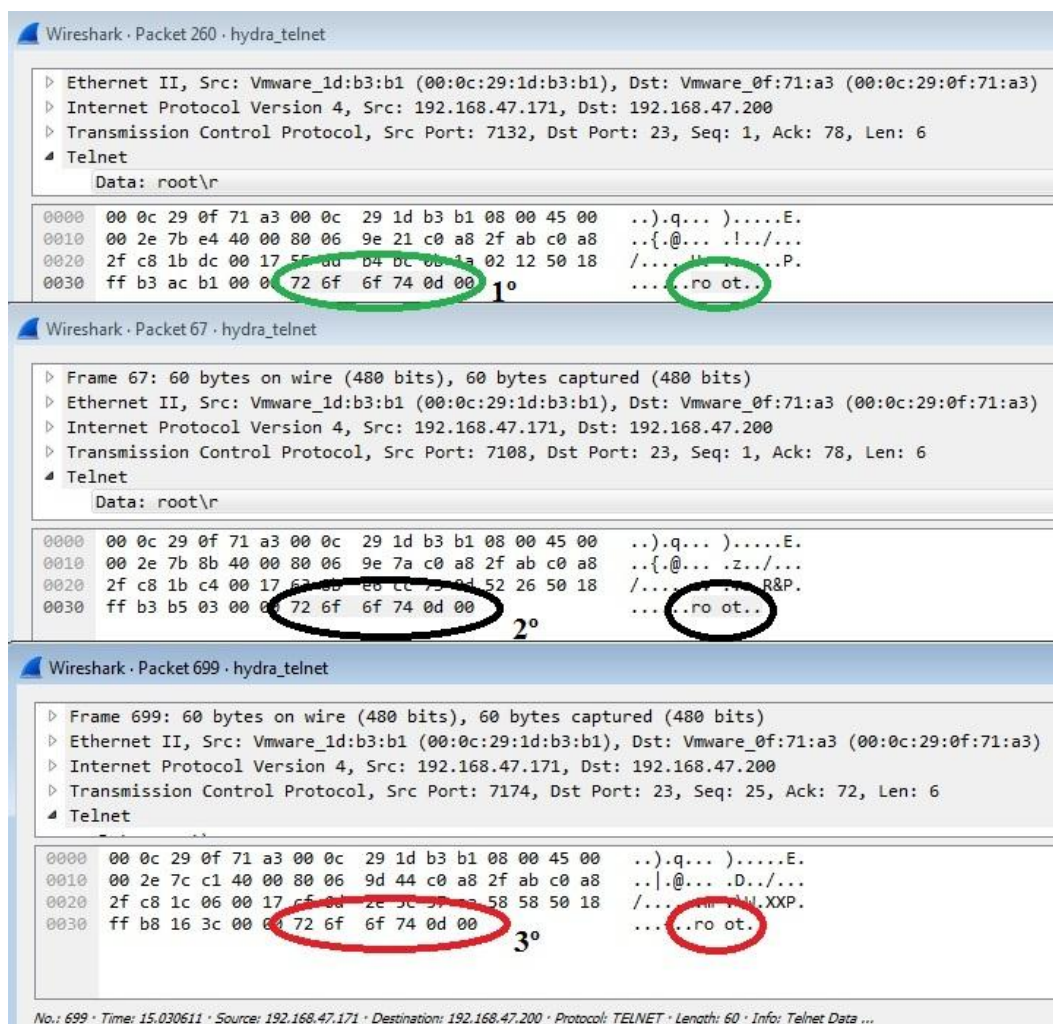 Wireshark · Packet 260 · hydra_telnet
Ethernet II, Src: Vmware_1d:b3:b1 (00:0c:29:1d:b3:b1), Dst: Vmware_0f:71:a3 (00:0c:29:0f:71:a3)
Internet Protocol Version 4, Src: 192.168.47.171, Dst: 192.168.47.200
Transmission Control Protocol, Src Port: 7132, Dst Port: 23, Seq: 1, Ack: 78, Len: 6
Telnet
Data: root\r
0000 00 0c 29 0f 71 a3 00 0c 29 1d b3 b1 08 00 45 00 ..).q... ).....E.
0010 00 2e 7b e4 40 00 80 06 9e 21 c0 a8 2f ab c0 a8 ..{.@... .!../...
0020 2f c8 1b dc 00 17 02 12 50 18
0030 ff b3 ac b1 00 72 6f 6f 74 0d 00 ......ro ot..
1º
Wireshark · Packet 67 · hydra_telnet
Frame 67: 60 bytes on wire (480 bits), 60 bytes captured (480 bits)
Ethernet II, Src: Vmware_1d:b3:b1 (00:0c:29:1d:b3:b1), Dst: Vmware_0f:71:a3 (00:0c:29:0f:71:a3)
Internet Protocol Version 4, Src: 192.168.47.171, Dst: 192.168.47.200
Transmission Control Protocol, Src Port: 7108, Dst Port: 23, Seq: 1, Ack: 78, Len: 6
Telnet
Data: root\r
0000 00 0c 29 0f 71 a3 00 0c 29 1d b3 b1 08 00 45 00 ..).q... ).....E.
0010 00 2e 7b 8b 40 00 80 06 9e 7a c0 a8 2f ab c0 a8 ..{.@... .z../...
0020 2f c8 1b c4 00 17 52 26 50 18
0030 ff b3 b5 03 00 72 6f 6f 74 0d 00 ......ro ot..
2º
Wireshark · Packet 699 · hydra_telnet
Frame 699: 60 bytes on wire (480 bits), 60 bytes captured (480 bits)
Ethernet II, Src: Vmware_1d:b3:b1 (00:0c:29:1d:b3:b1), Dst: Vmware_0f:71:a3 (00:0c:29:0f:71:a3)
Internet Protocol Version 4, Src: 192.168.47.171, Dst: 192.168.47.200
Transmission Control Protocol, Src Port: 7174, Dst Port: 23, Seq: 25, Ack: 72, Len: 6
Telnet
0000 00 0c 29 0f 71 a3 00 0c 29 1d b3 b1 08 00 45 00 ..).q... ).....E.
0010 00 2e 7c c1 40 00 80 06 9d 44 c0 a8 2f ab c0 a8 ..|.@... .D../...
0020 2f c8 1c 06 00 17 58 58 50 18
0030 ff b8 16 3c 00 72 6f 6f 74 0d 00 ......ro ot.
3º
No.: 699 · Time: 15.030611 · Source: 192.168.47.171 · Destination: 192.168.47.200 · Protocol: TELNET · Length: 60 · Info: Telnet Data ...